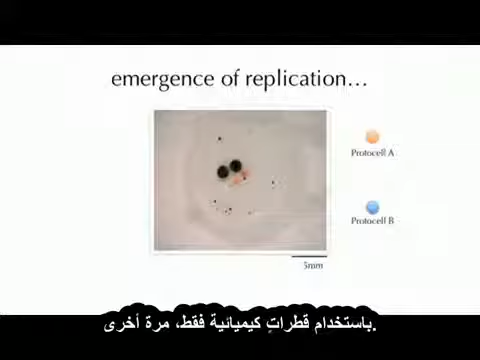 emergence of replication...
Protocell A
Protocell B
5mm
باستخدام قطراتٍ كيميائية فقط، مرة أخرى.